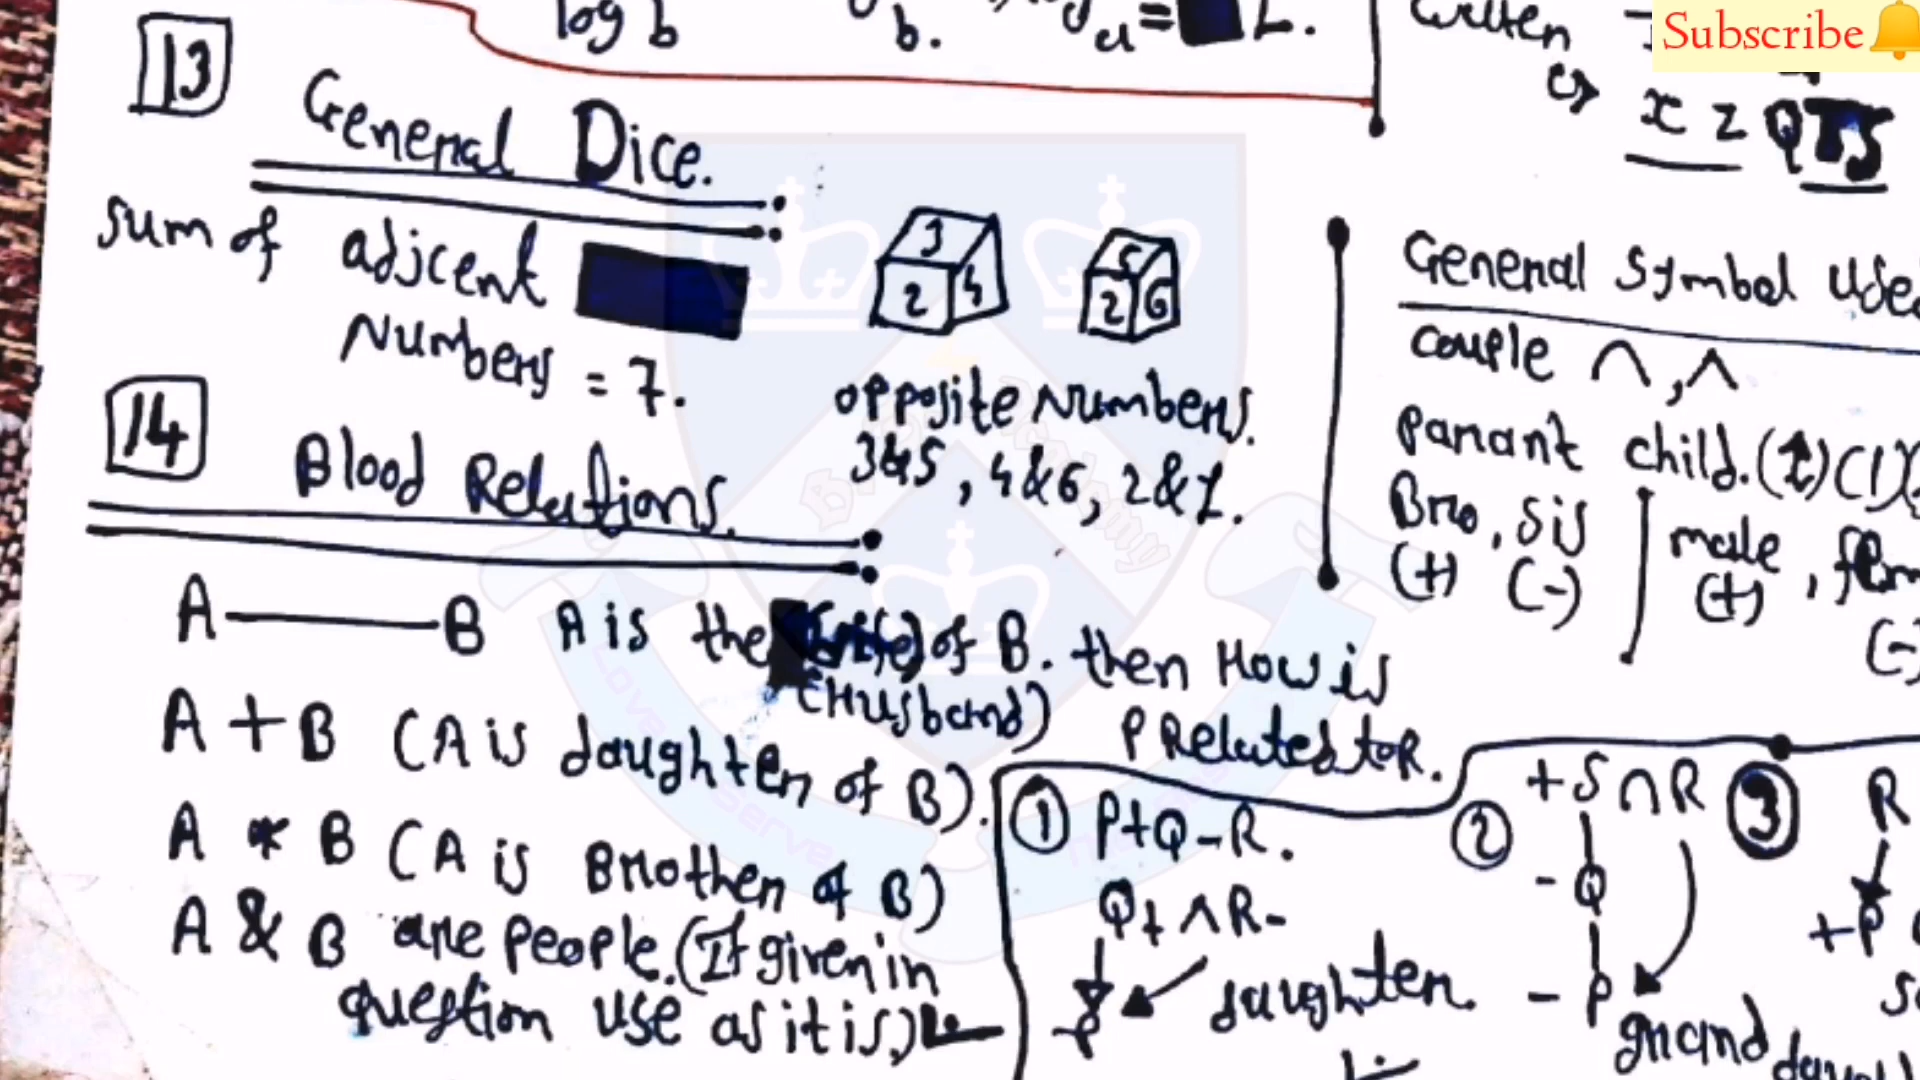 log b
b.
Subscribe
13
General Dice.
sum of adjcent
Numbers = 7.
3
2 4
5
2 6
opposite Numbers.
3&5, 4&6, 2&1.
General Symbol Use
couple ∩, ∧
parant child.
Bro, sis
(+) (-)
male,
(+)
(-)
14
Blood Relations.
A — B A is the of B. then How is
(Husband) P Related to R.
A + B (A is daughter of B).
A * B (A is Brother of B)
A & B are people. (If given in
question use as it is)
1 P+Q-R.
Q+ ∧ R-
-P
daughter.
2 +S ∩ R
-Q
-P
grand
3 R
+P